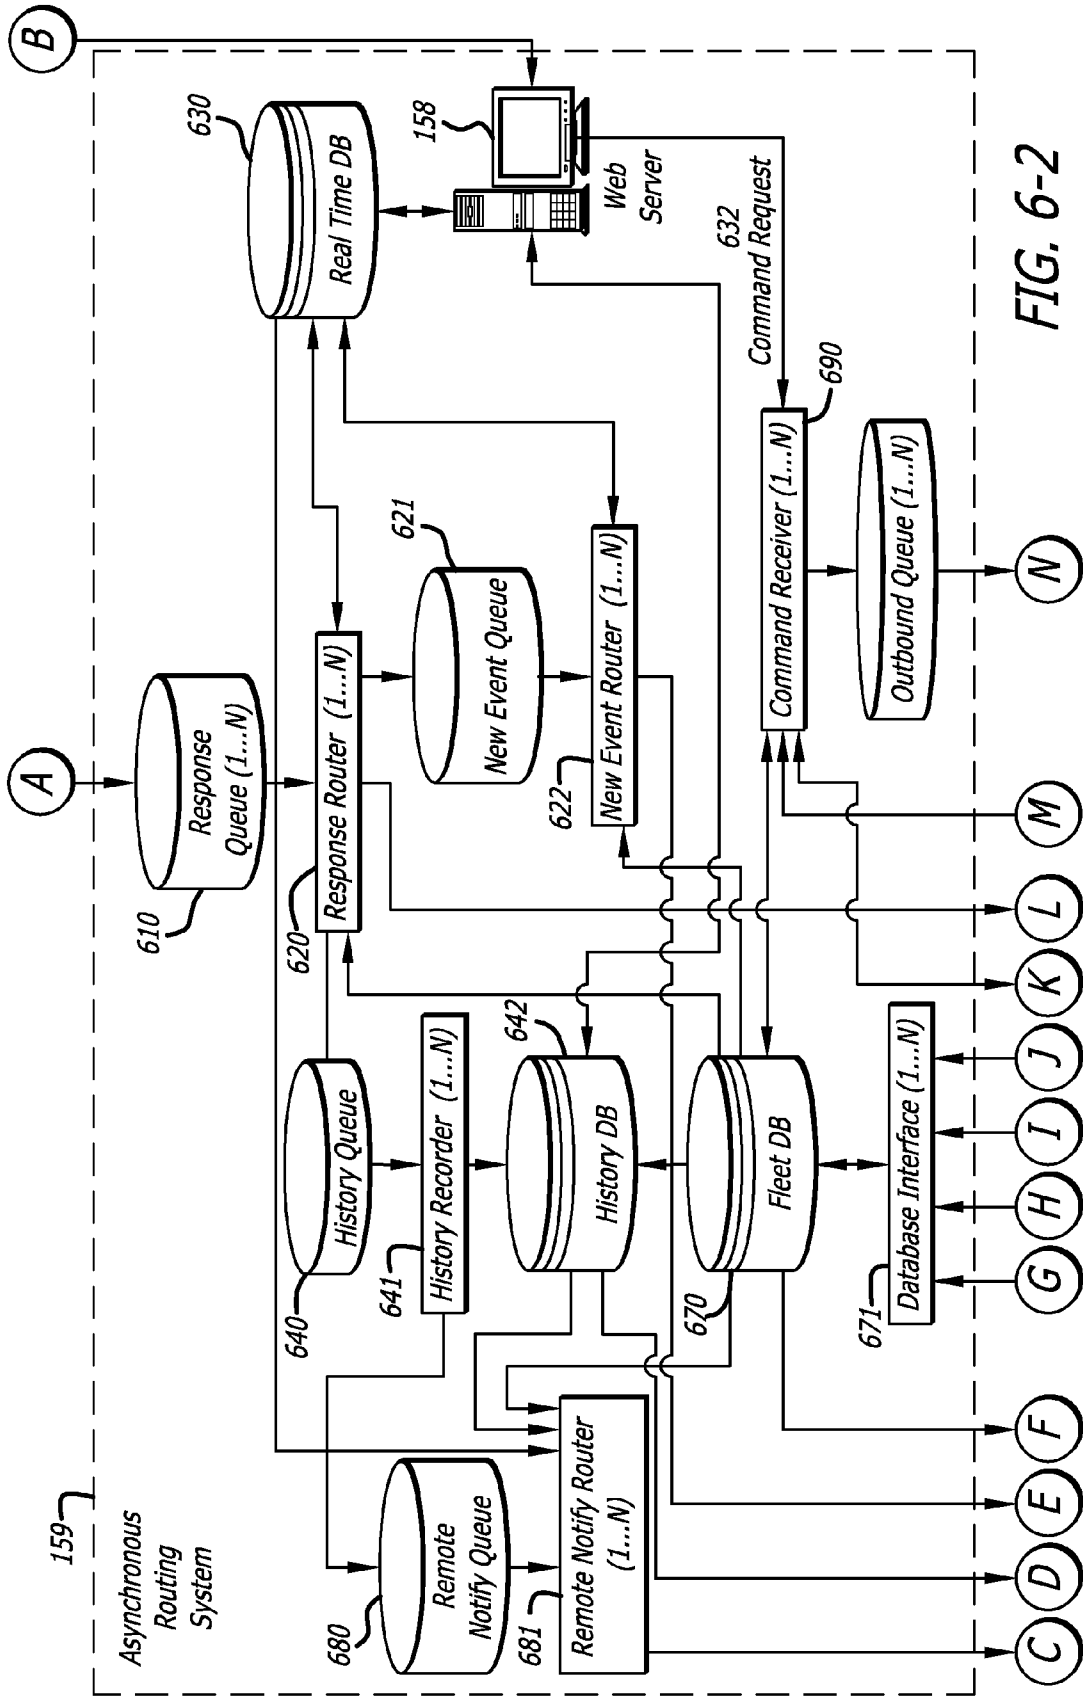 159
Asynchronous
Routing
System
A
B
610
Response
Queue (1...N)
630
Real Time DB
620
Response Router (1...N)
640
History Queue
621
New Event Queue
158
Web
Server
641
History Recorder (1...N)
680
Remote
Notify Queue
642
History DB
622
New Event Router (1...N)
632
Command Request
681
Remote Notify Router
(1...N)
670
Fleet DB
690
Command Receiver (1...N)
671
Database Interface (1...N)
Outbound Queue (1...N)
C
D
E
F
G
H
I
J
K
L
M
N
FIG. 6-2